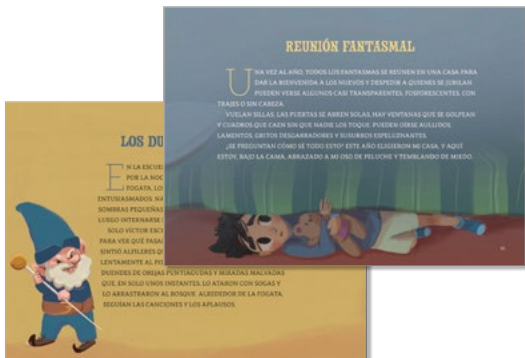 REUNIÓN FANTASMAL
UNA VEZ AL AÑO, TODOS LOS FANTASMAS SE REÚNEN EN UNA CASA PARA
DAR LA BIENVENIDA A LOS NUEVOS Y DESPEDIR A QUIENES SE JUBILAN.
PUEDEN VERSE ALGUNOS CASI TRANSPARENTES, FOSFORESCENTES, CON
TRAJES O SIN CABEZA.
VUELAN SILLAS, LAS PUERTAS SE ABREN SOLAS, HAY VENTANAS QUE SE GOLPEAN
Y CUADROS QUE CAEN SIN QUE NADIE LOS TOQUE. PUEDEN OÍRSE AULLIDOS,
LAMENTOS, GRITOS DESGARRADORES Y SUSURROS ESPELUZNANTES.
¿SE PREGUNTAN CÓMO SÉ TODO ESTO? ESTE AÑO ELIGIERON MI CASA, Y AQUÍ
ESTOY, BAJO LA CAMA, ABRAZADO A MI OSO DE PELUCHE Y TEMBLANDO DE MIEDO.
LOS DU
EN LA ESCUE
POR LA NOC
FOGATA, LO
ENTUSIASMADOS. NA
SOMBRAS PEQUEÑAS
LUEGO INTERNARSE
SOLO VÍCTOR ESC
PARA VER QUÉ PASA
SINTIÓ ALFILERES Q
LENTAMENTE AL
DUENDES DE OREJAS PUNTIAGUDAS Y MIRADAS MALVADAS
QUE, EN SOLO UNOS INSTANTES, LO ATARON CON SOGAS Y
LO ARRASTRARON AL BOSQUE. ALREDEDOR DE LA FOGATA,
SEGUÍAN LAS CANCIONES Y LOS APLAUSOS.